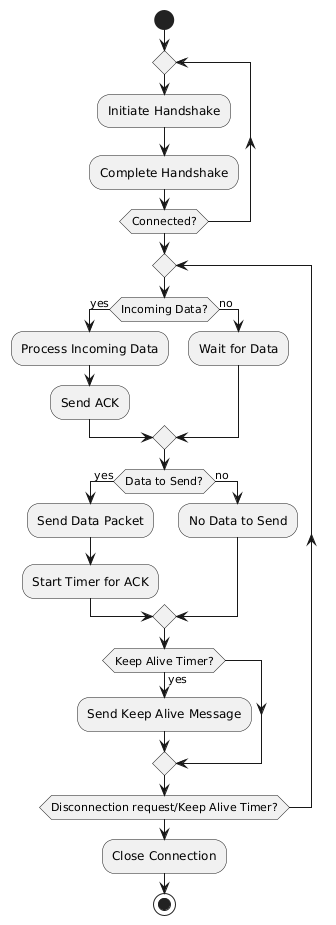 Initiate Handshake
Complete Handshake
Connected?
yes
Incoming Data?
no
Process Incoming Data
Wait for Data
Send ACK
yes
Data to Send?
no
Send Data Packet
No Data to Send
Start Timer for ACK
Keep Alive Timer?
yes
Send Keep Alive Message
Disconnection request/Keep Alive Timer?
Close Connection